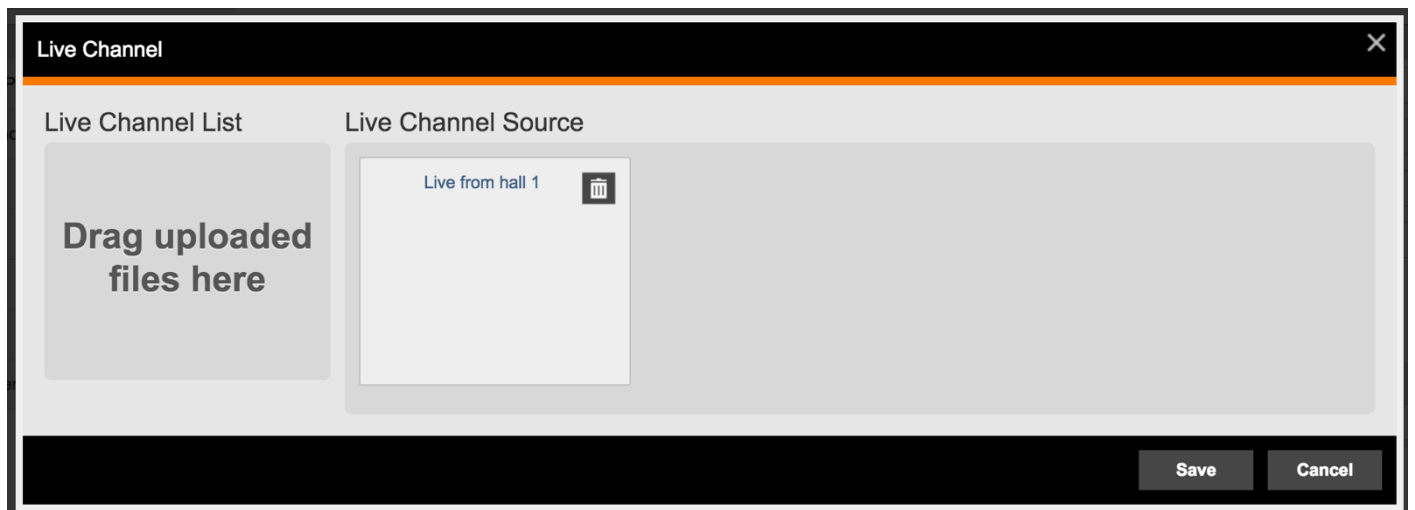 Live Channel
Live Channel List
Live Channel Source
Live from hall 1
Drag uploaded
files here
Save
Cancel